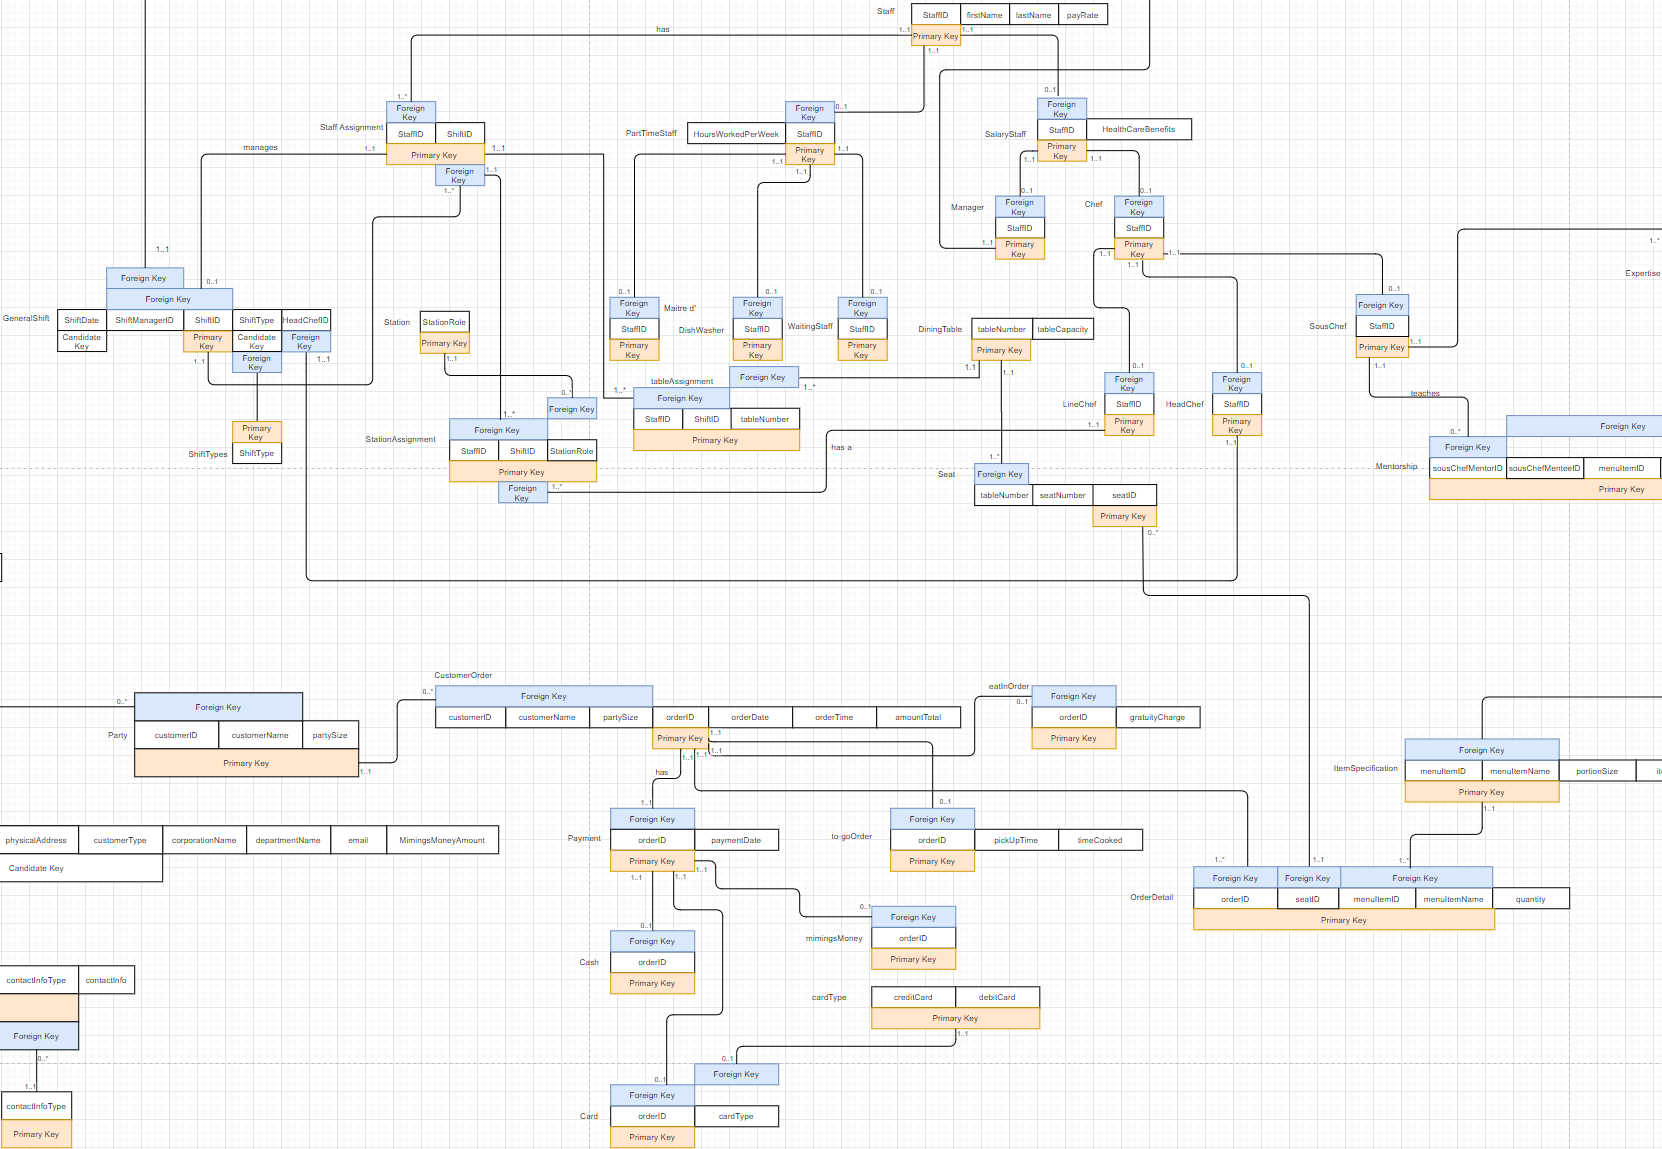 Staff
StaffID firstName lastName payRate
Primary Key
1..1 1..1
1..1
has
1..*
Foreign Key
Staff Assignment
StaffID ShiftID
Primary Key
Foreign Key
manages
1..1 1..1
1..1
1..*
0..1
Foreign Key
PartTimeStaff
HoursWorkedPerWeek StaffID
Primary Key
1..1
1..1
0..1
Foreign Key
SalaryStaff
StaffID HealthCareBenefits
Primary Key
1..1 1..1
0..1 0..1
Manager
Foreign Key
StaffID
Primary Key
1..1
Chef
Foreign Key
StaffID
Primary Key
1..1 1..1
1..1
1..*
Expertise
1..1
0..1
Foreign Key
Foreign Key
GeneralShift
ShiftDate ShiftManagerID ShiftID ShiftType HeadChefID
Candidate Key
Primary Key
Candidate Key
Foreign Key
Foreign Key
1..1 1..1
Primary Key
ShiftTypes
ShiftType
Station
StationRole
Primary Key
1..1
0..1
Foreign Key
Maitre d'
StaffID
Primary Key
0..1
Foreign Key
DishWasher
StaffID
Primary Key
0..1
Foreign Key
WaitingStaff
StaffID
Primary Key
DiningTable
tableNumber tableCapacity
Primary Key
1..1
1..1
0..1
Foreign Key
SousChef
StaffID
Primary Key
1..1
1..1
teaches
tableAssignment
Foreign Key
1..*
1..*
Foreign Key
StaffID ShiftID tableNumber
Primary Key
0..*
Foreign Key
1..*
Foreign Key
StationAssignment
StaffID ShiftID StationRole
Primary Key
Foreign Key
1..*
has a
1..1
0..1
Foreign Key
LineChef
StaffID
Primary Key
0..1
Foreign Key
HeadChef
StaffID
Primary Key
1..1
0..*
Foreign Key
Foreign Key
Mentorship
sousChefMentorID sousChefMenteeID menuItemID
Primary Key
1..*
Seat
Foreign Key
tableNumber seatNumber seatID
Primary Key
0..*
0..*
Foreign Key
Party
customerID customerName partySize
Primary Key
1..1
CustomerOrder
0..*
Foreign Key
customerID customerName partySize orderID orderDate orderTime amountTotal
Primary Key
1..1
1..1
1..1 1..1
has
eatInOrder
0..1
Foreign Key
orderID gratuityCharge
Primary Key
ItemSpecification
Foreign Key
menuItemID menuItemName portionSize ite
Primary Key
1..1
1..1
Foreign Key
Payment
orderID paymentDate
Primary Key
1..1 1..1 1..1
0..1
Foreign Key
to-goOrder
orderID pickUpTime timeCooked
Primary Key
physicalAddress customerType corporationName departmentName email MimingsMoneyAmount
Candidate Key
1..* 1..1 1..*
Foreign Key Foreign Key Foreign Key
OrderDetail
orderID seatID menuItemID menuItemName quantity
Primary Key
0..1
Foreign Key
mimingsMoney
orderID
Primary Key
0..1
Foreign Key
Cash
orderID
Primary Key
contactInfoType contactInfo
Foreign Key
0..*
1..1
contactInfoType
Primary Key
cardType
creditCard debitCard
Primary Key
1..1
0..1
Foreign Key
0..1
Foreign Key
Card
orderID cardType
Primary Key